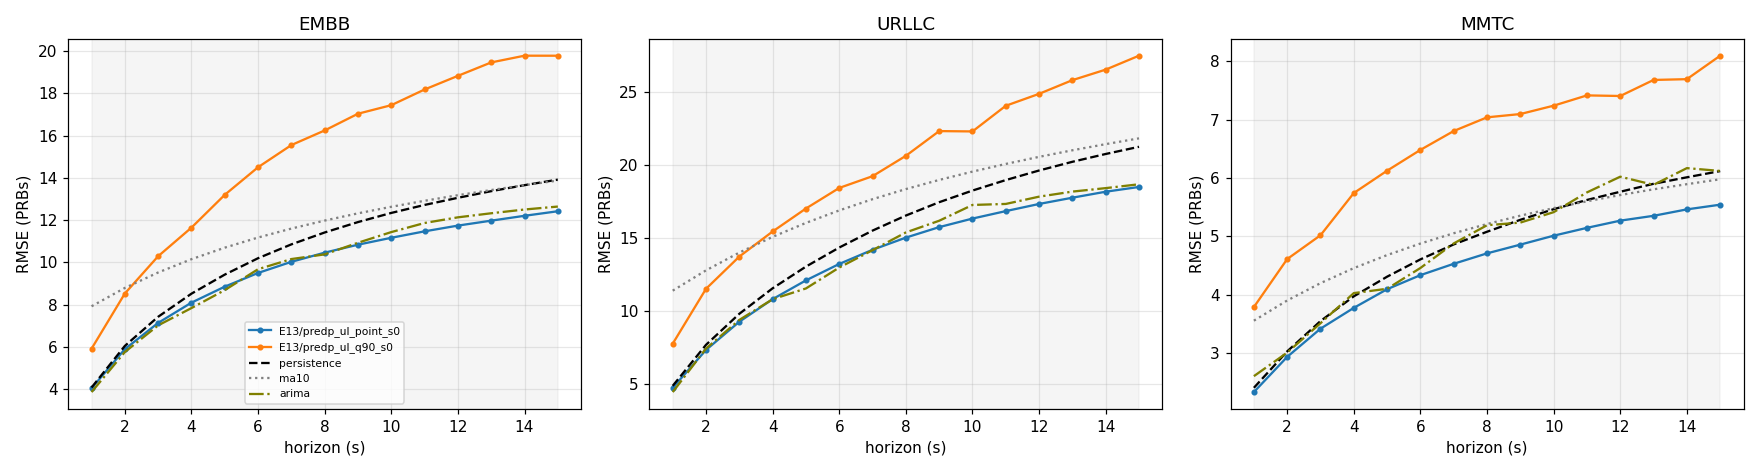 EMBB
RMSE (PRBs)
20
18
16
14
12
10
8
6
4
E13/predp_ul_point_s0
E13/predp_ul_q90_s0
persistence
ma10
arima
2 4 6 8 10 12 14
horizon (s)
URLLC
RMSE (PRBs)
25
20
15
10
5
2 4 6 8 10 12 14
horizon (s)
MMTC
RMSE (PRBs)
8
7
6
5
4
3
2 4 6 8 10 12 14
horizon (s)